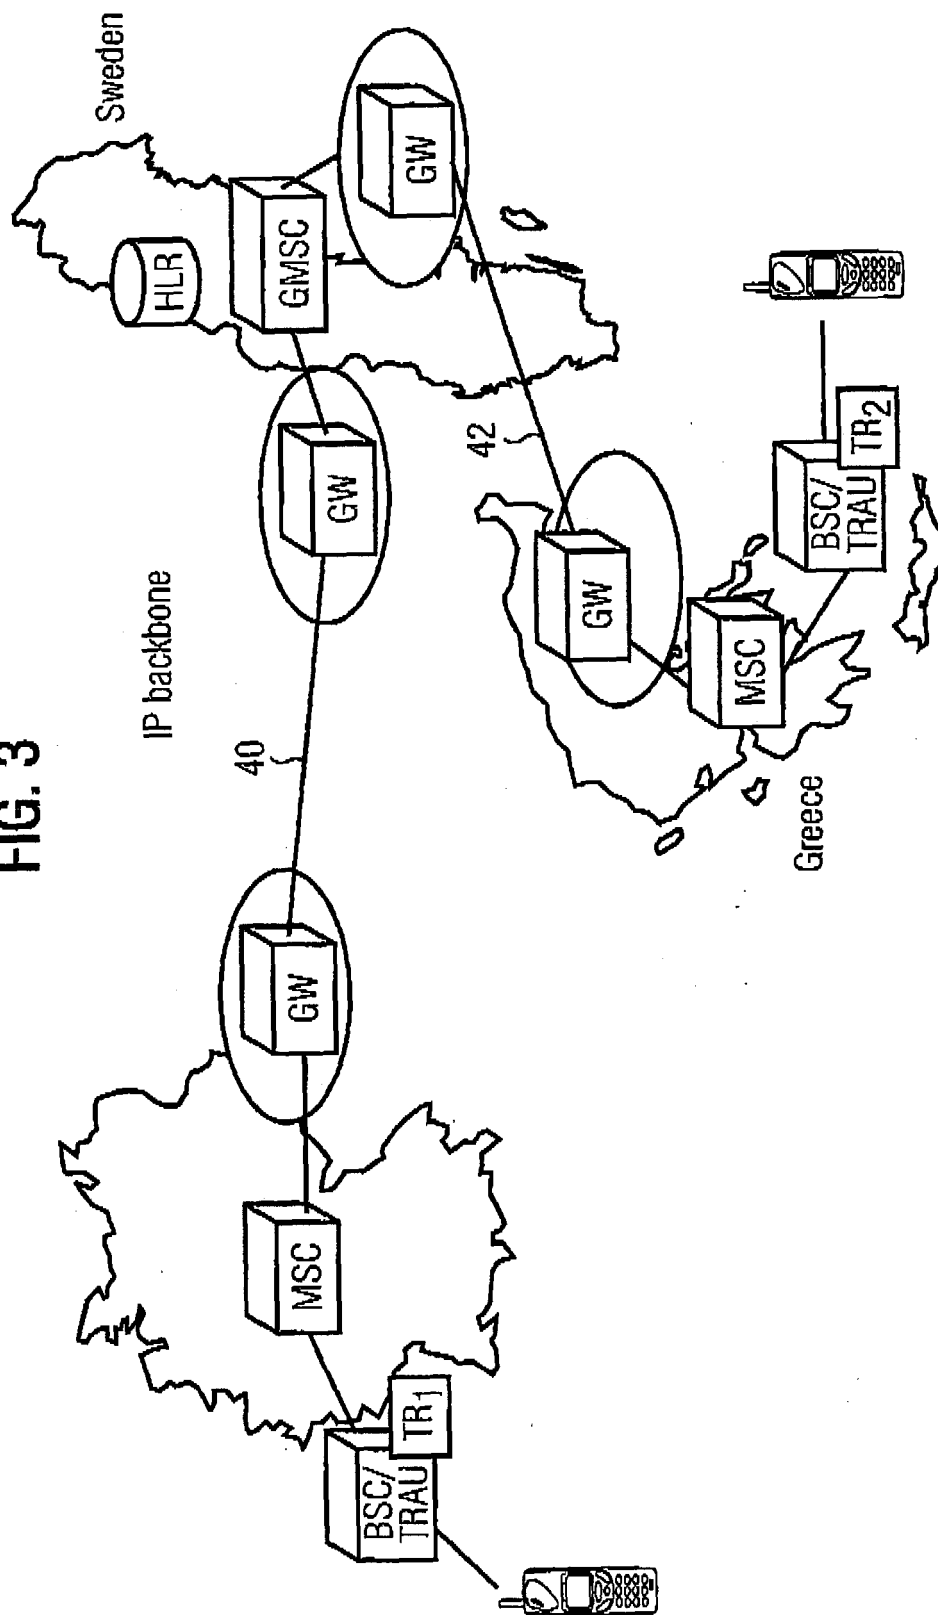 FIG. 3
Sweden
HLR
GMSC
GW
GW
IP backbone
40
42
GW
GW
MSC
MSC
BSC/
TRAU
TR1
BSC/
TRAU
TR2
Greece